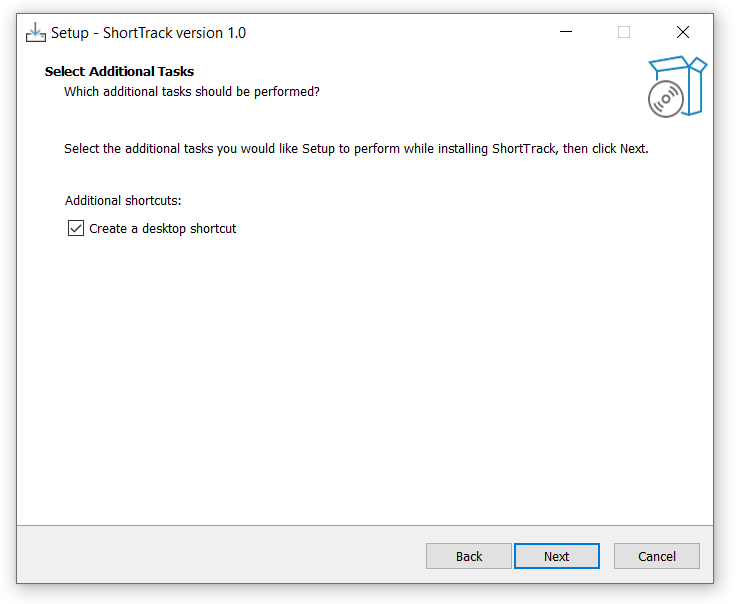 Setup - ShortTrack version 1.0
Select Additional Tasks
Which additional tasks should be performed?
Select the additional tasks you would like Setup to perform while installing ShortTrack, then click Next.
Additional shortcuts:
Create a desktop shortcut
Back Next Cancel